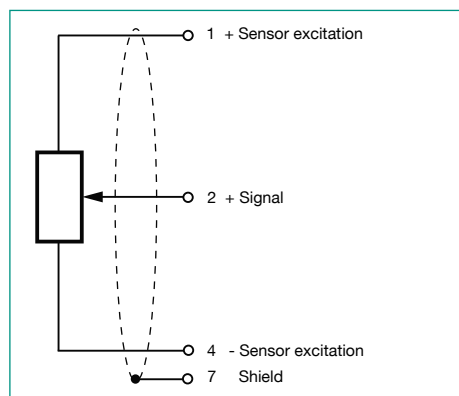 1 + Sensor excitation
2 + Signal
4 - Sensor excitation
7 Shield